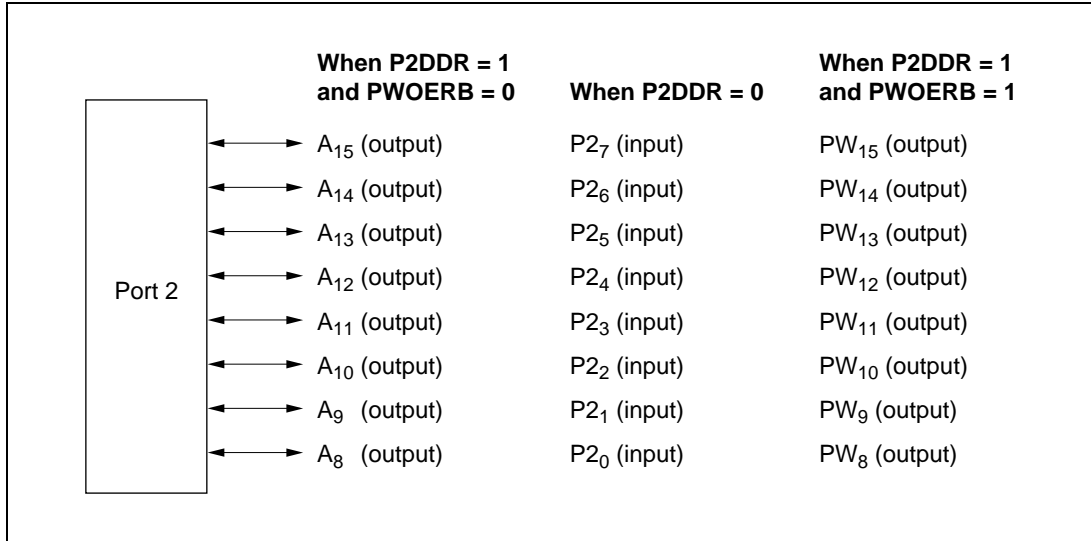 When P2DDR = 1 and PWOERB = 0
When P2DDR = 0
When P2DDR = 1 and PWOERB = 1
Port 2
A₁₅ (output) P2₇ (input) PW₁₅ (output)
A₁₄ (output) P2₆ (input) PW₁₄ (output)
A₁₃ (output) P2₅ (input) PW₁₃ (output)
A₁₂ (output) P2₄ (input) PW₁₂ (output)
A₁₁ (output) P2₃ (input) PW₁₁ (output)
A₁₀ (output) P2₂ (input) PW₁₀ (output)
A₉ (output) P2₁ (input) PW₉ (output)
A₈ (output) P2₀ (input) PW₈ (output)